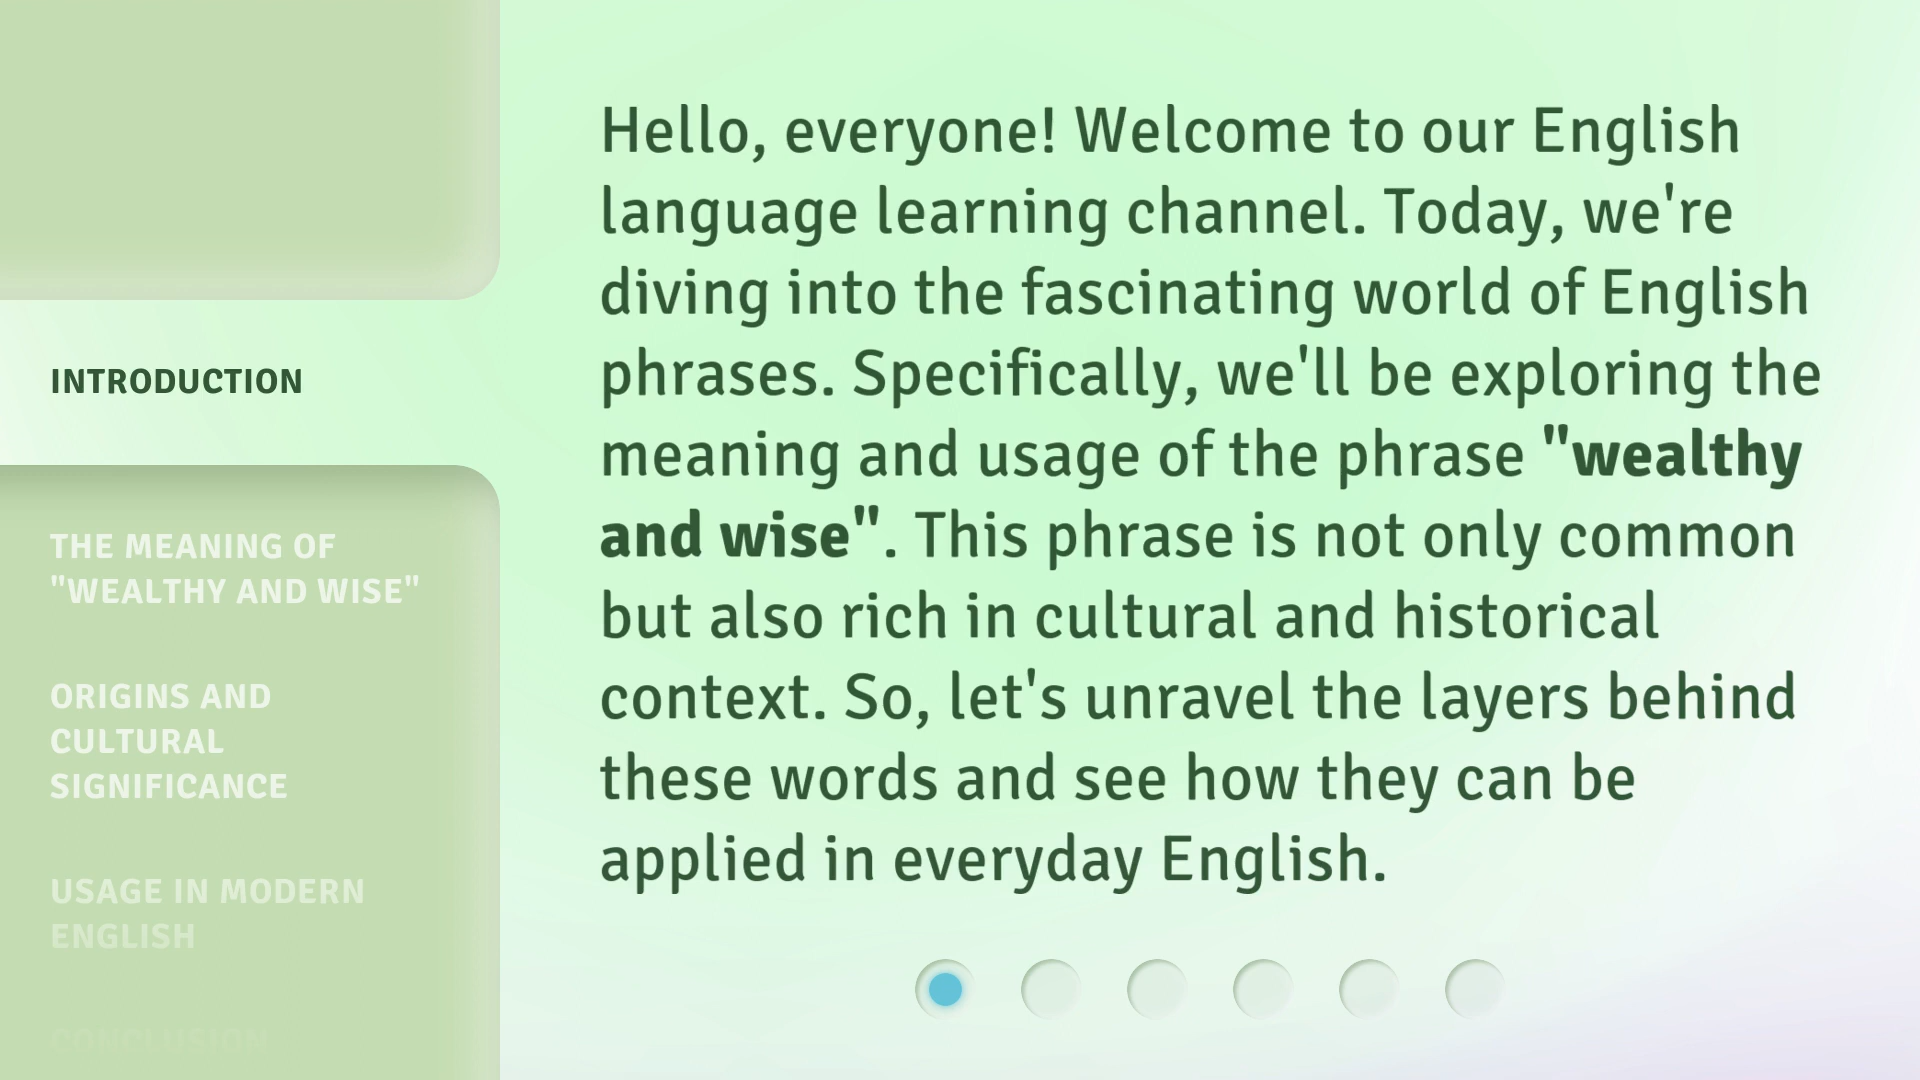 INTRODUCTION
THE MEANING OF
"WEALTHY AND WISE"
ORIGINS AND
CULTURAL
SIGNIFICANCE
USAGE IN MODERN
ENGLISH
CONCLUSION
Hello, everyone! Welcome to our English
language learning channel. Today, we're
diving into the fascinating world of English
phrases. Specifically, we'll be exploring the
meaning and usage of the phrase "wealthy
and wise". This phrase is not only common
but also rich in cultural and historical
context. So, let's unravel the layers behind
these words and see how they can be
applied in everyday English.